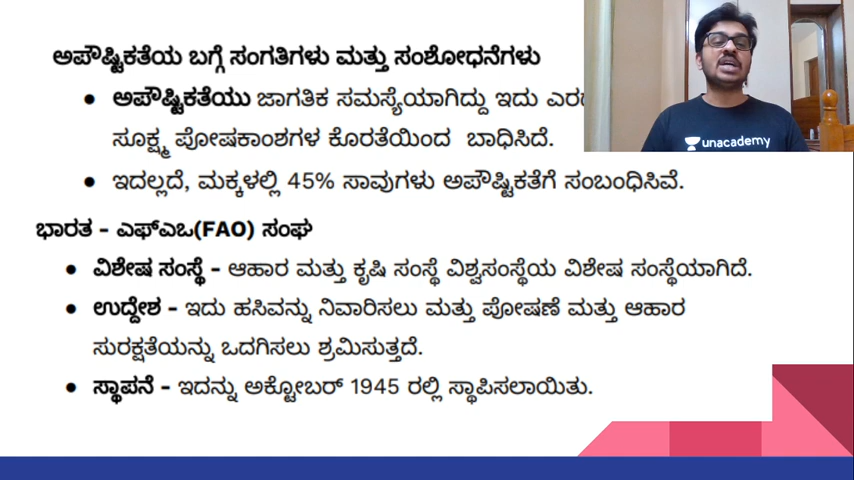 ಅಪೌಷ್ಟಿಕತೆಯ ಬಗ್ಗೆ ಸಂಗತಿಗಳು ಮತ್ತು ಸಂಶೋಧನೆಗಳು
● ಅಪೌಷ್ಟಿಕತೆಯು ಜಾಗತಿಕ ಸಮಸ್ಯೆಯಾಗಿದ್ದು ಇದು
ಸೂಕ್ಷ್ಮ ಪೋಷಕಾಂಶಗಳ ಕೊರತೆಯಿಂದ ಬಾಧಿಸಿದೆ.
● ಇದಲ್ಲದೆ, ಮಕ್ಕಳಲ್ಲಿ 45% ಸಾವುಗಳು ಅಪೌಷ್ಟಿಕತೆಗೆ ಸಂಬಂಧಿಸಿವೆ.
ಭಾರತ - ಎಫ್ಎಒ(FAO) ಸಂಘ
● ವಿಶೇಷ ಸಂಸ್ಥೆ - ಆಹಾರ ಮತ್ತು ಕೃಷಿ ಸಂಸ್ಥೆ ವಿಶ್ವಸಂಸ್ಥೆಯ ವಿಶೇಷ ಸಂಸ್ಥೆಯಾಗಿದೆ.
● ಉದ್ದೇಶ - ಇದು ಹಸಿವನ್ನು ನಿವಾರಿಸಲು ಮತ್ತು ಪೋಷಣೆ ಮತ್ತು ಆಹಾರ
ಸುರಕ್ಷತೆಯನ್ನು ಒದಗಿಸಲು ಶ್ರಮಿಸುತ್ತದೆ.
● ಸ್ಥಾಪನೆ - ಇದನ್ನು ಅಕ್ಟೋಬರ್ 1945 ರಲ್ಲಿ ಸ್ಥಾಪಿಸಲಾಯಿತು.
unacademy